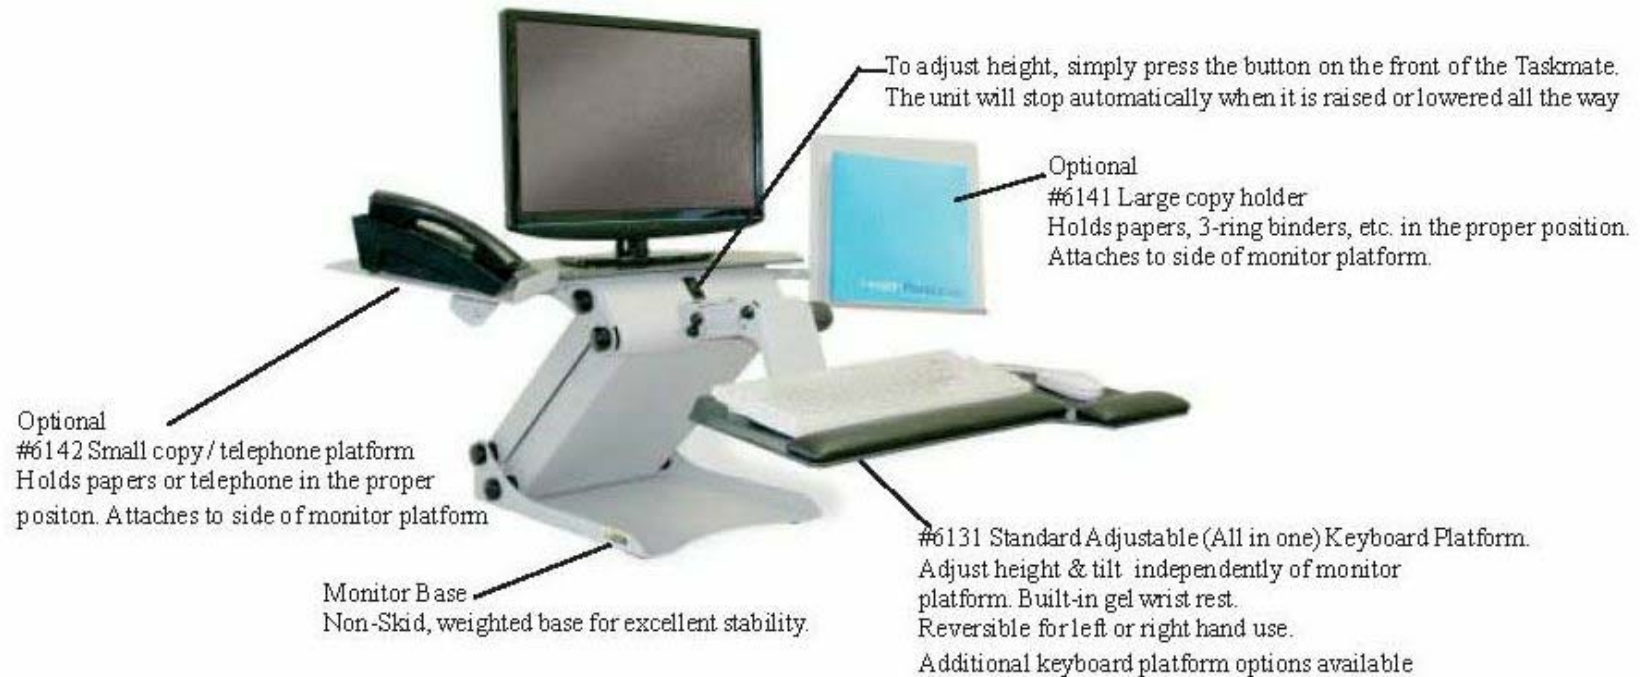 To adjust height, simply press the button on the front of the Taskmate.
The unit will stop automatically when it is raised or lowered all the way
Optional
#6141 Large copy holder
Holds papers, 3-ring binders, etc. in the proper position.
Attaches to side of monitor platform.
Optional
#6142 Small copy / telephone platform
Holds papers or telephone in the proper
positon. Attaches to side of monitor platform
Monitor Base
Non-Skid, weighted base for excellent stability.
#6131 Standard Adjustable (All in one) Keyboard Platform.
Adjust height & tilt independently of monitor
platform. Built-in gel wrist rest.
Reversible for left or right hand use.
Additional keyboard platform options available